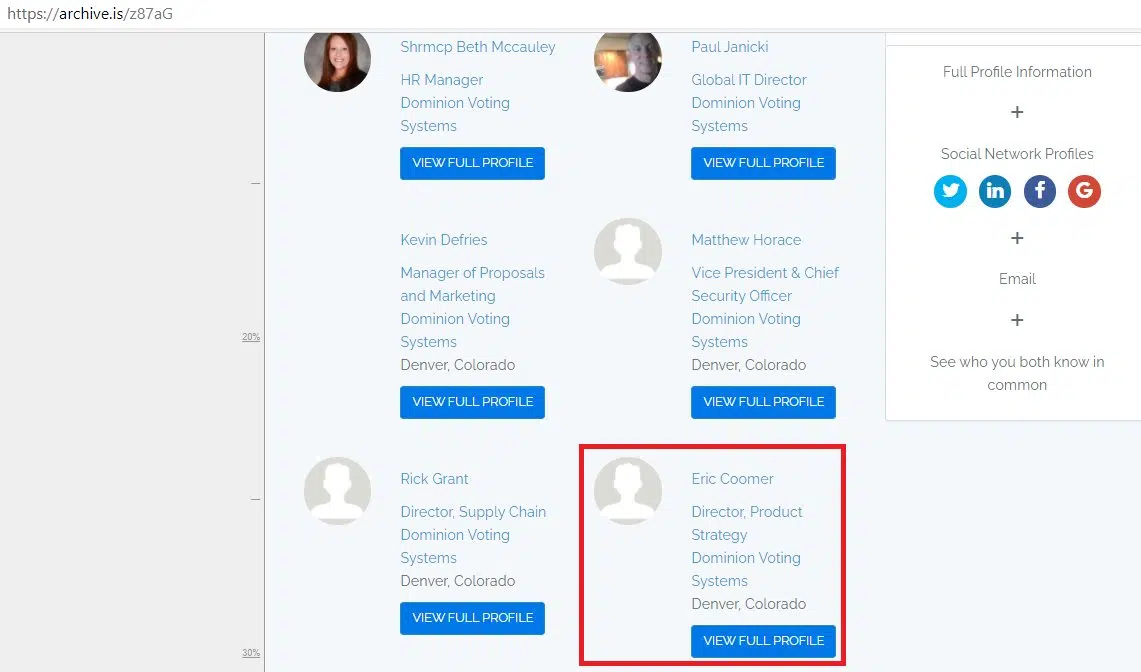 https://archive.is/z87aG
Shrmcp Beth Mccauley
HR Manager
Dominion Voting
Systems
VIEW FULL PROFILE
Paul Janicki
Global IT Director
Dominion Voting
Systems
VIEW FULL PROFILE
Kevin Defries
Manager of Proposals
and Marketing
Dominion Voting
Systems
Denver, Colorado
VIEW FULL PROFILE
Matthew Horace
Vice President & Chief
Security Officer
Dominion Voting
Systems
Denver, Colorado
VIEW FULL PROFILE
Rick Grant
Director, Supply Chain
Dominion Voting
Systems
Denver, Colorado
VIEW FULL PROFILE
Eric Coomer
Director, Product
Strategy
Dominion Voting
Systems
Denver, Colorado
VIEW FULL PROFILE
20%
30%
Full Profile Information
+
Social Network Profiles
in
f
G
+
Email
+
See who you both know in
common